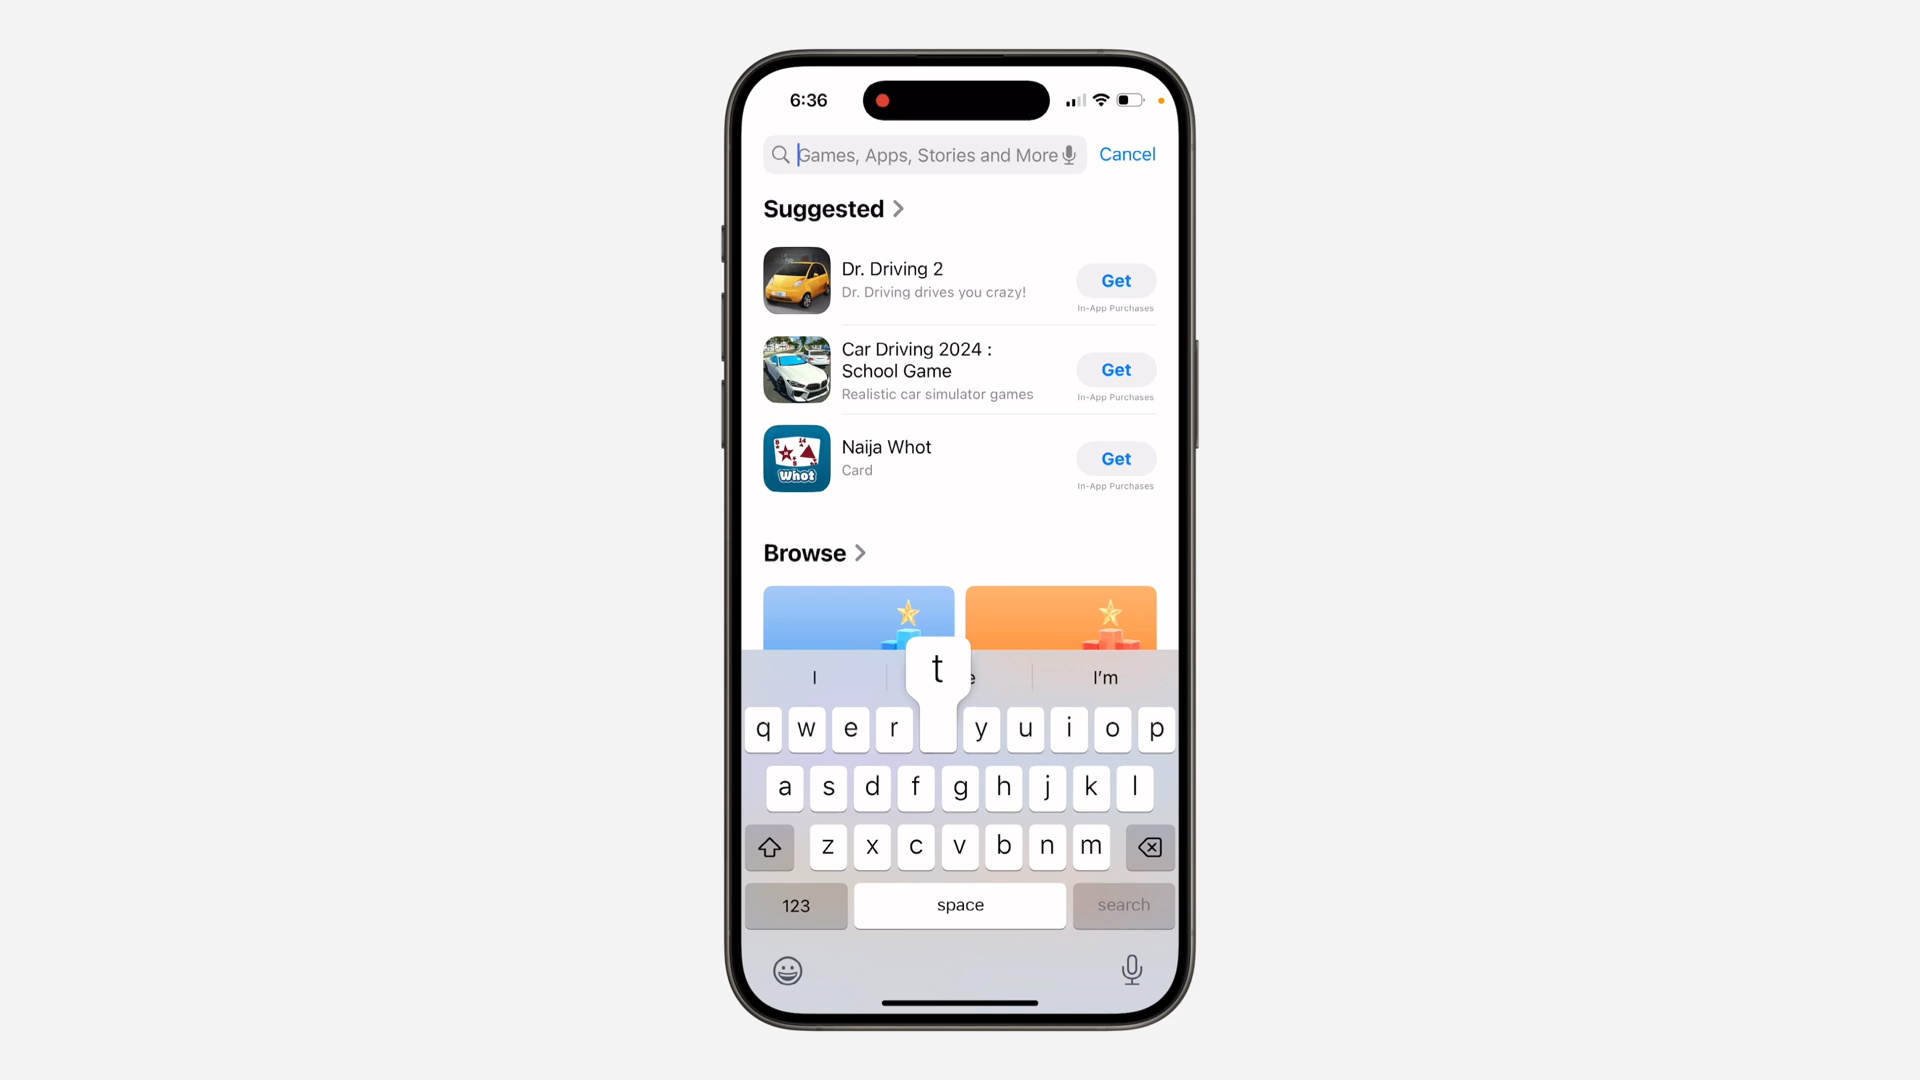 6:36
Games, Apps, Stories and More
Cancel
Suggested
Dr. Driving 2
Dr. Driving drives you crazy!
Get
In-App Purchases
Car Driving 2024 :
School Game
Realistic car simulator games
Get
In-App Purchases
Whot
Naija Whot
Card
Get
In-App Purchases
Browse
I
I'm
t
q w e r y u i o p
a s d f g h j k l
z x c v b n m
123 space search